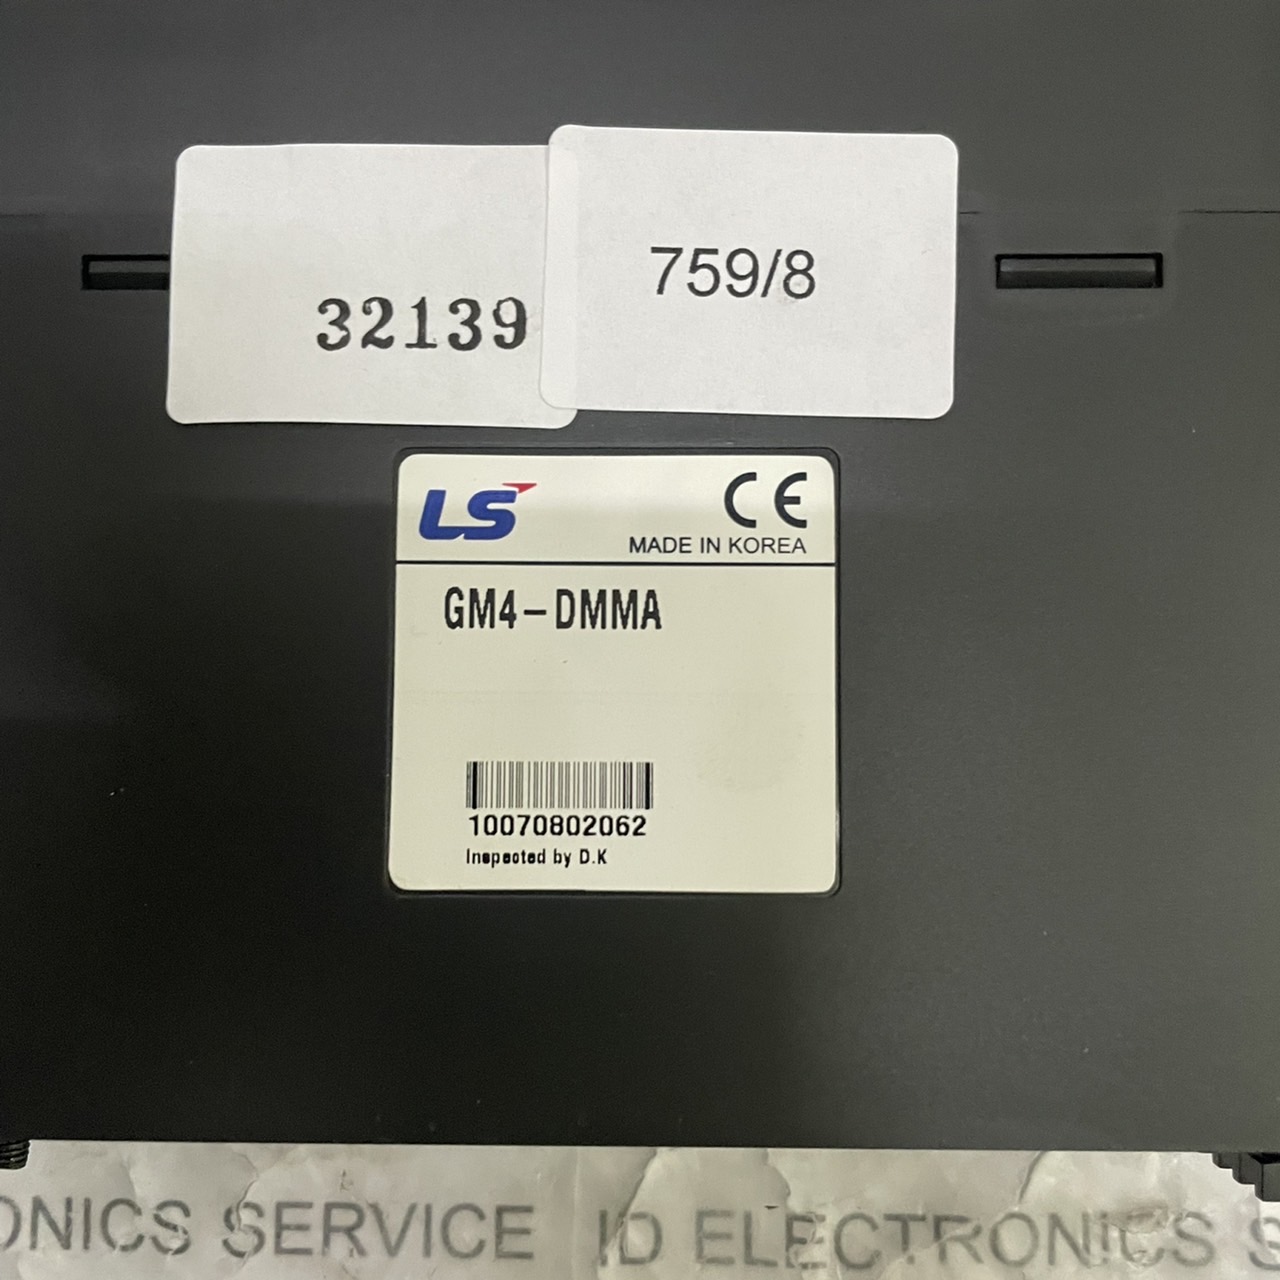 32139
759/8
LS
CE
MADE IN KOREA
GM4-DMMA
10070802062
Inspected by D.K
ONICS SERVICE ID ELECTRONICS S